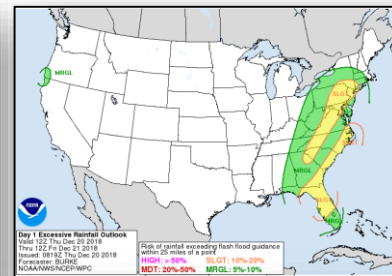 MRGL
SLGT
MRGL
SLGT
MRGL
Day 1 Excessive Rainfall Outlook
Valid 12Z Thu Dec 20 2018
Thru 12Z Fri Dec 21 2018
Issued: 0819Z Thu Dec 20 2018
Forecaster: BURKE
NOAA/NWS/NCEP/WPC
Risk of rainfall exceeding flash flood guidance
within 25 miles of a point
HIGH: > 50% SLGT: 10%-20%
MDT: 20%-50% MRGL: 5%-10%